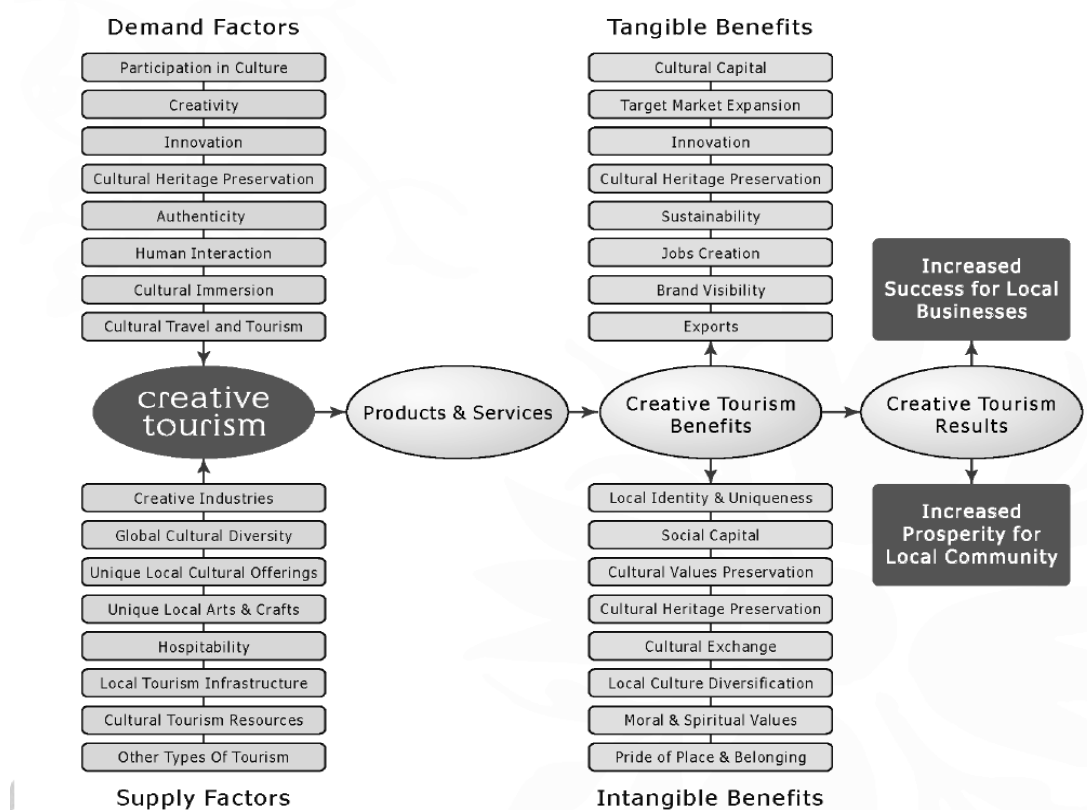 Demand Factors
Participation in Culture
Creativity
Innovation
Cultural Heritage Preservation
Authenticity
Human Interaction
Cultural Immersion
Cultural Travel and Tourism
creative
tourism
Creative Industries
Global Cultural Diversity
Unique Local Cultural Offerings
Unique Local Arts & Crafts
Hospitability
Local Tourism Infrastructure
Cultural Tourism Resources
Other Types Of Tourism
Supply Factors
Products & Services
Tangible Benefits
Cultural Capital
Target Market Expansion
Innovation
Cultural Heritage Preservation
Sustainability
Jobs Creation
Brand Visibility
Exports
Creative Tourism
Benefits
Local Identity & Uniqueness
Social Capital
Cultural Values Preservation
Cultural Heritage Preservation
Cultural Exchange
Local Culture Diversification
Moral & Spiritual Values
Pride of Place & Belonging
Intangible Benefits
Increased
Success for Local
Businesses
Creative Tourism
Results
Increased
Prosperity for
Local Community